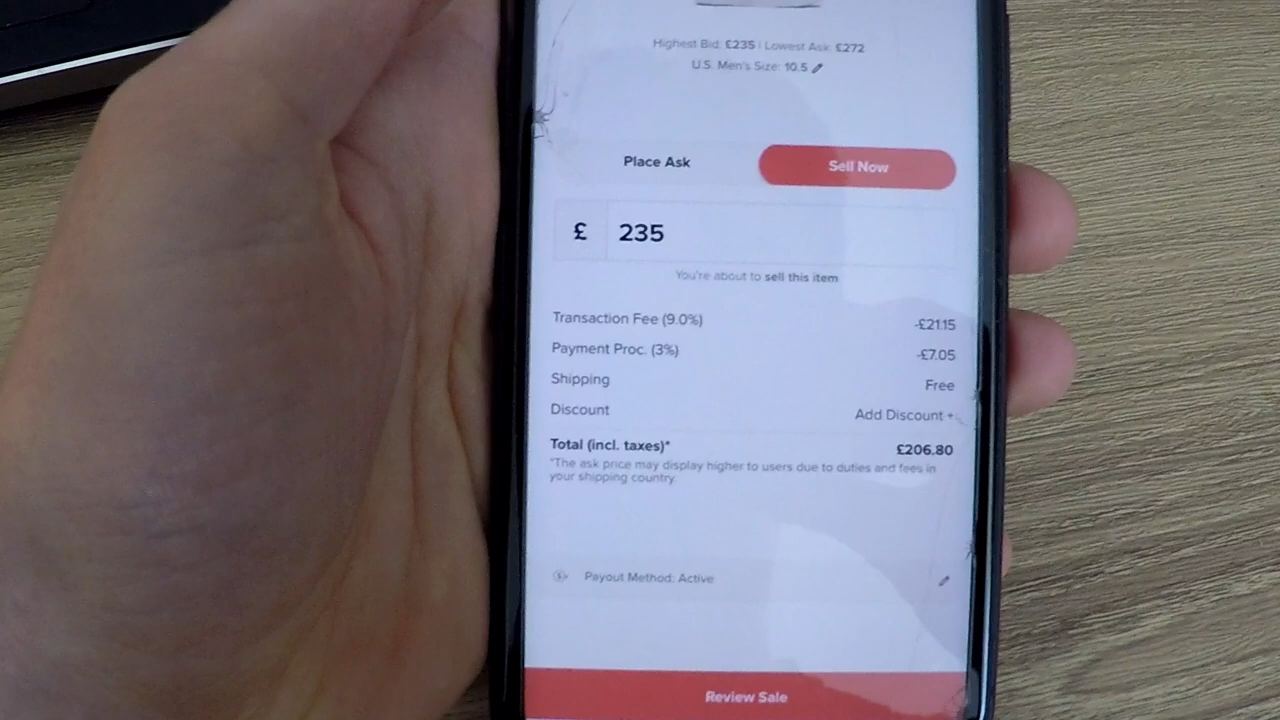 Highest Bid: £235 | Lowest Ask: £272
U.S. Men's Size: 10.5
Place Ask
Sell Now
£ 235
You're about to sell this item
Transaction Fee (9.0%) -£21.15
Payment Proc. (3%) -£7.05
Shipping Free
Discount Add Discount +
Total (incl. taxes)* £206.80
*The ask price may display higher to users due to duties and fees in
your shipping country.
Payout Method: Active
Review Sale